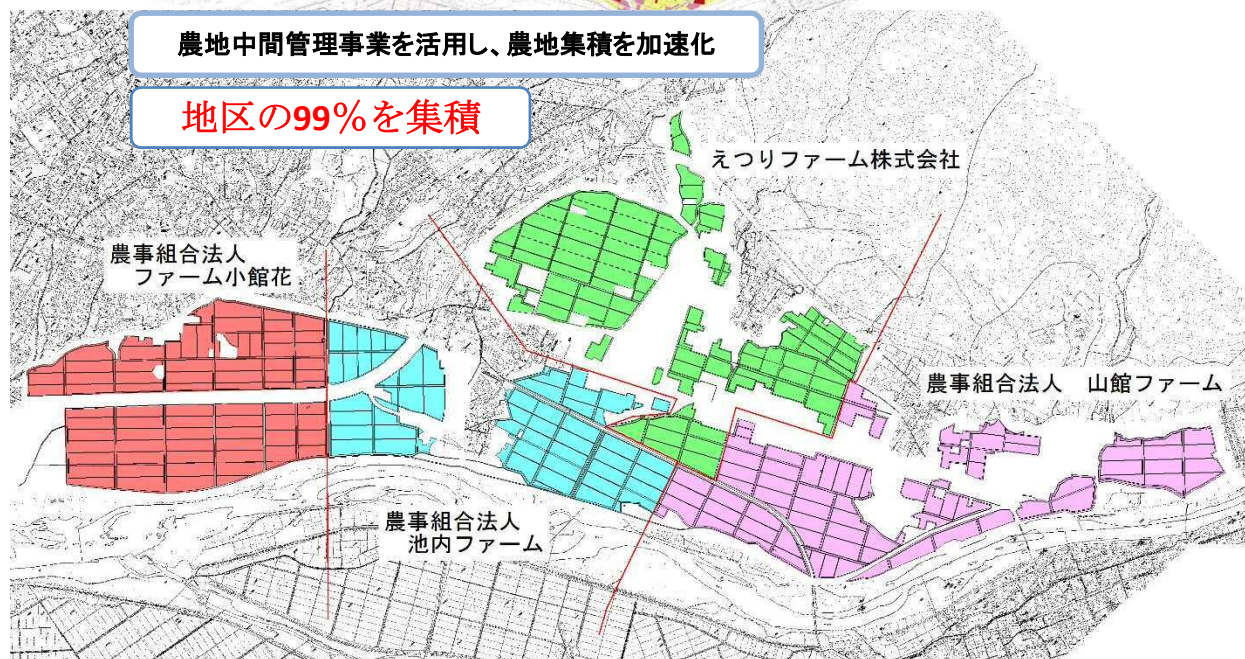 農地中間管理事業を活用し、農地集積を加速化
地区の99％を集積
えつりファーム株式会社
農事組合法人
ファーム小館花
農事組合法人　山館ファーム
農事組合法人
池内ファーム